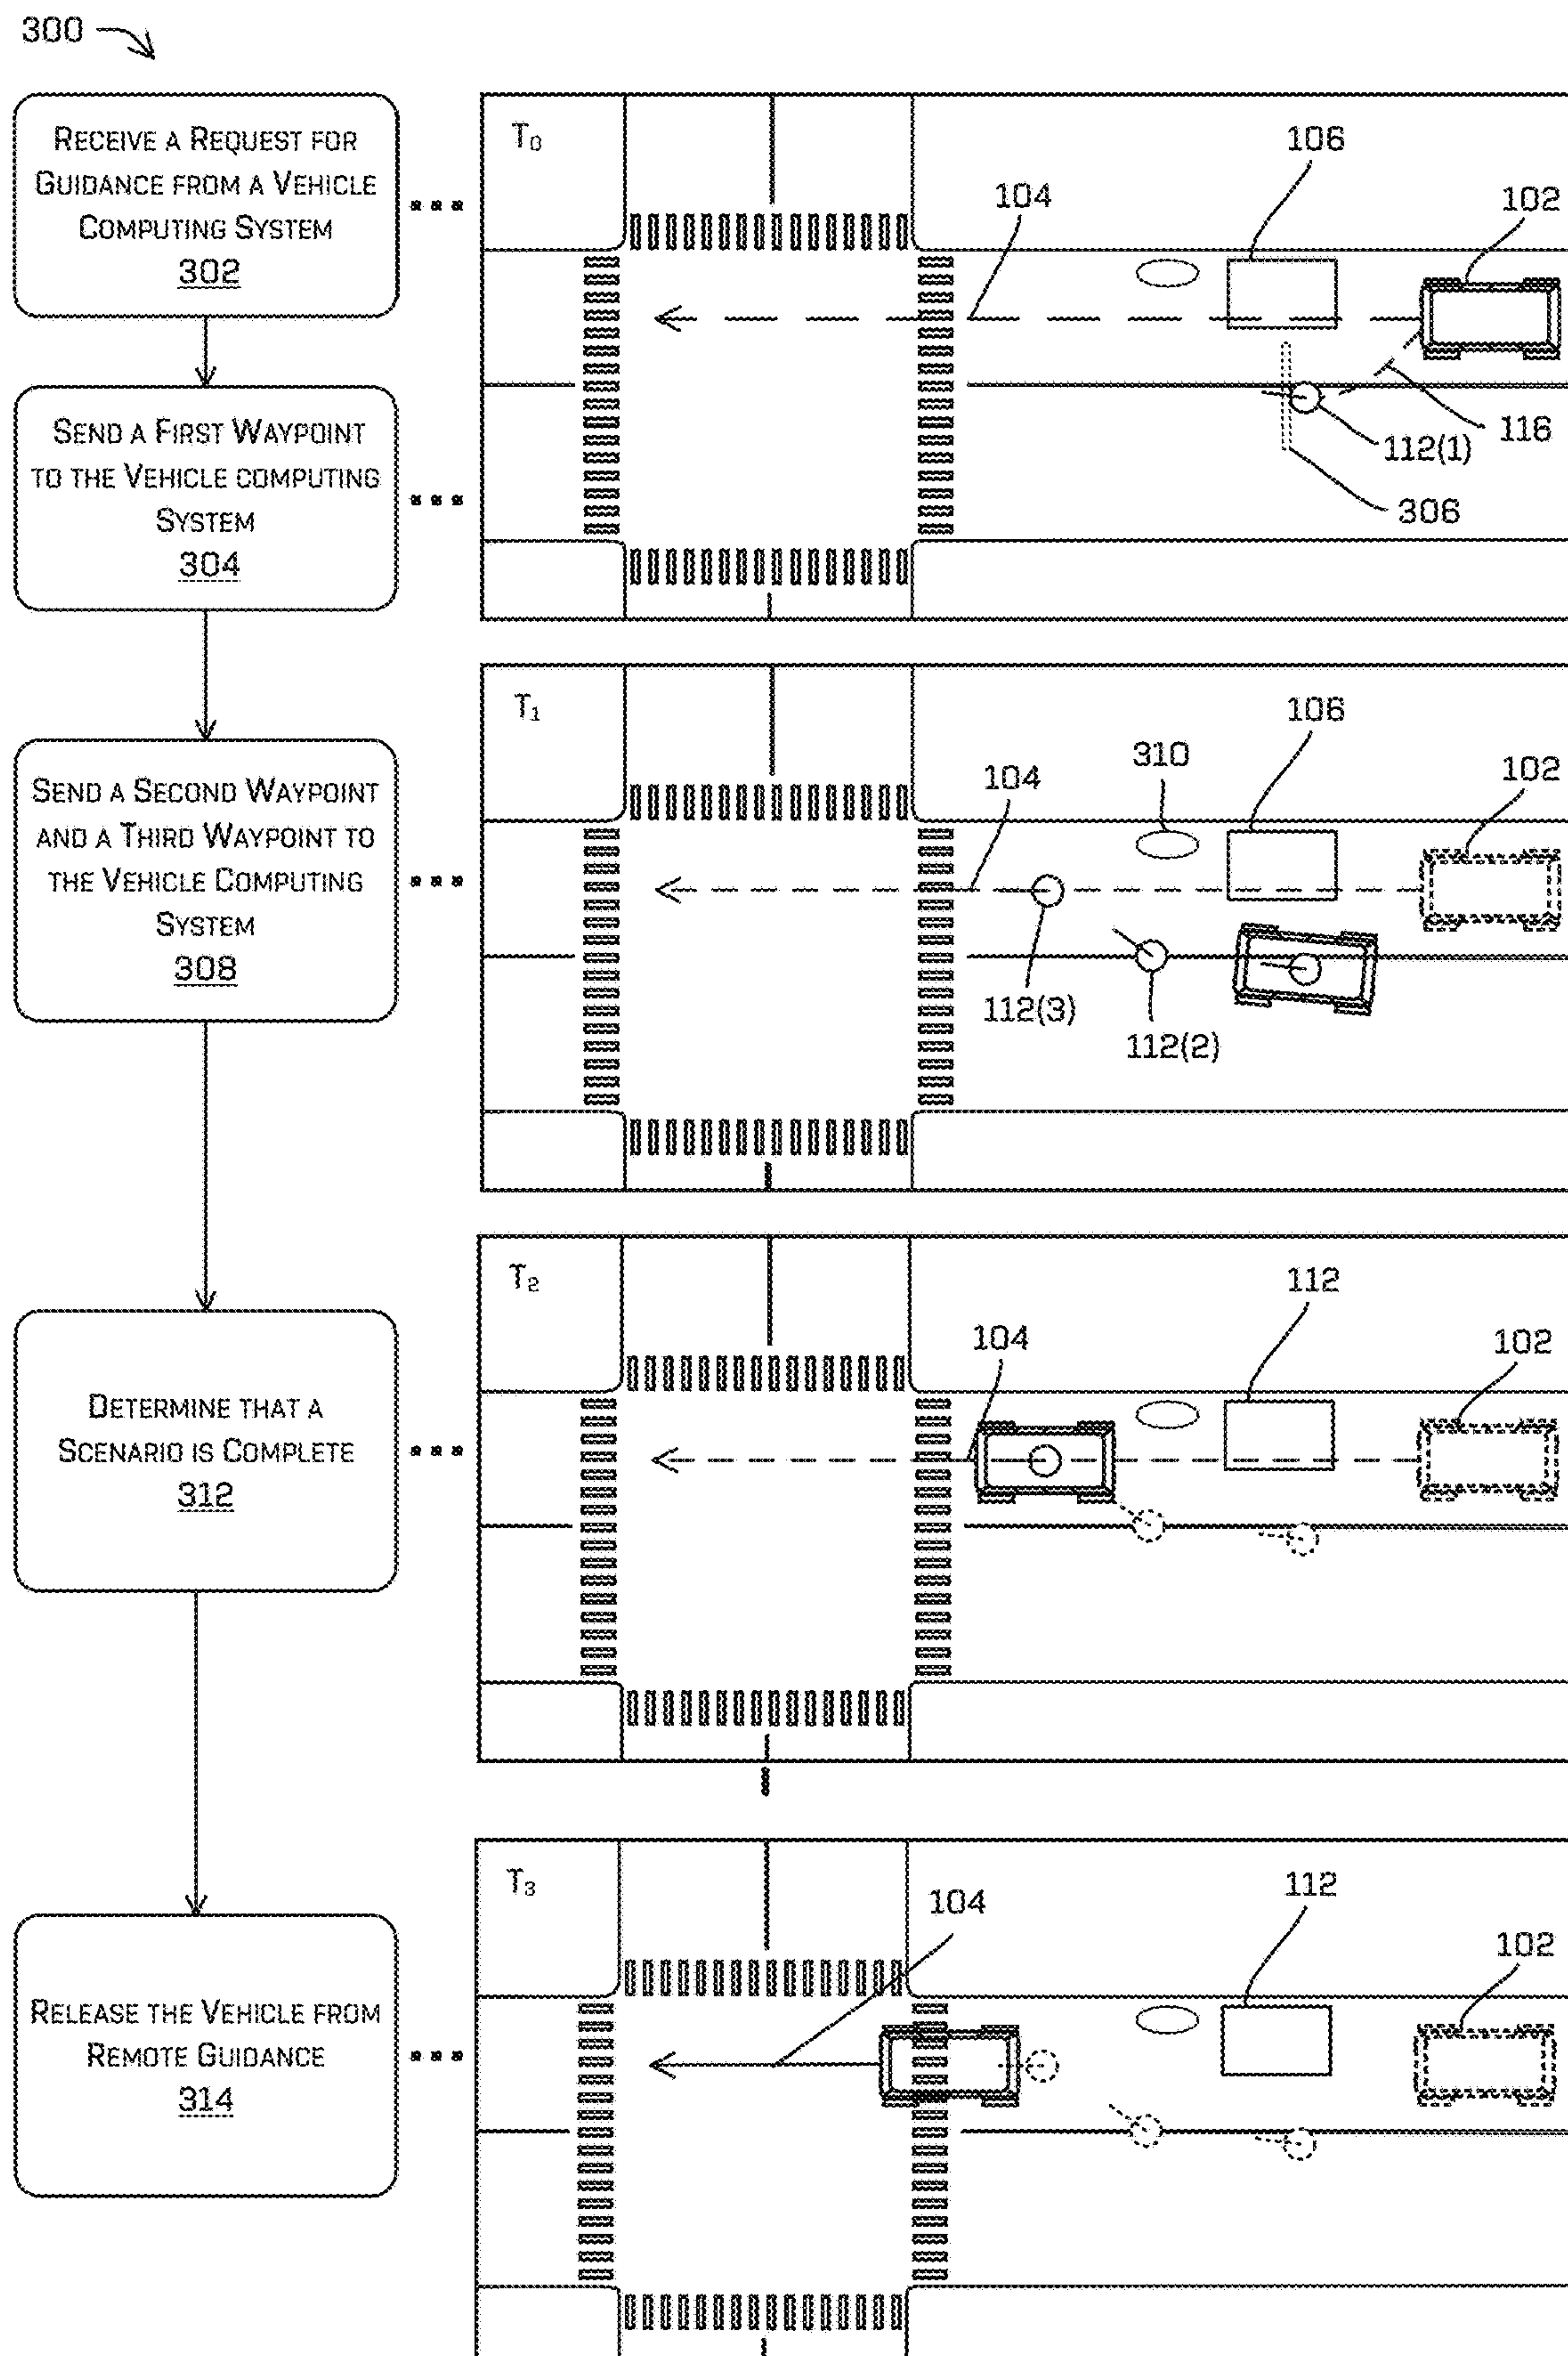 300
RECEIVE A REQUEST FOR
GUIDANCE FROM A VEHICLE
COMPUTING SYSTEM
302
SEND A FIRST WAYPOINT
TO THE VEHICLE COMPUTING
SYSTEM
304
T0
106
104
102
112(1)
116
306
SEND A SECOND WAYPOINT
AND A THIRD WAYPOINT TO
THE VEHICLE COMPUTING
SYSTEM
308
T1
106
310
104
102
112(3)
112(2)
DETERMINE THAT A
SCENARIO IS COMPLETE
312
T2
112
104
102
RELEASE THE VEHICLE FROM
REMOTE GUIDANCE
314
T3
112
104
102